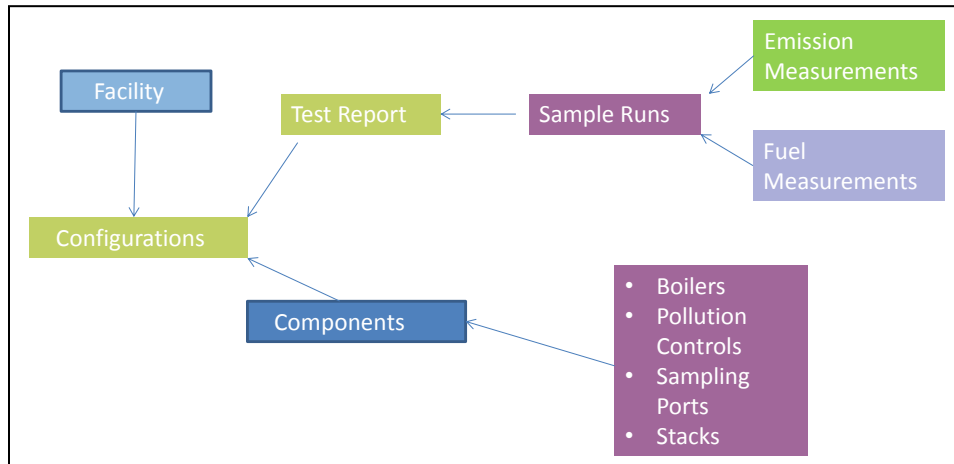 Emission
Measurements
Facility
Test Report
Sample Runs
Fuel
Measurements
Configurations
Components
• Boilers
• Pollution
Controls
• Sampling
Ports
• Stacks